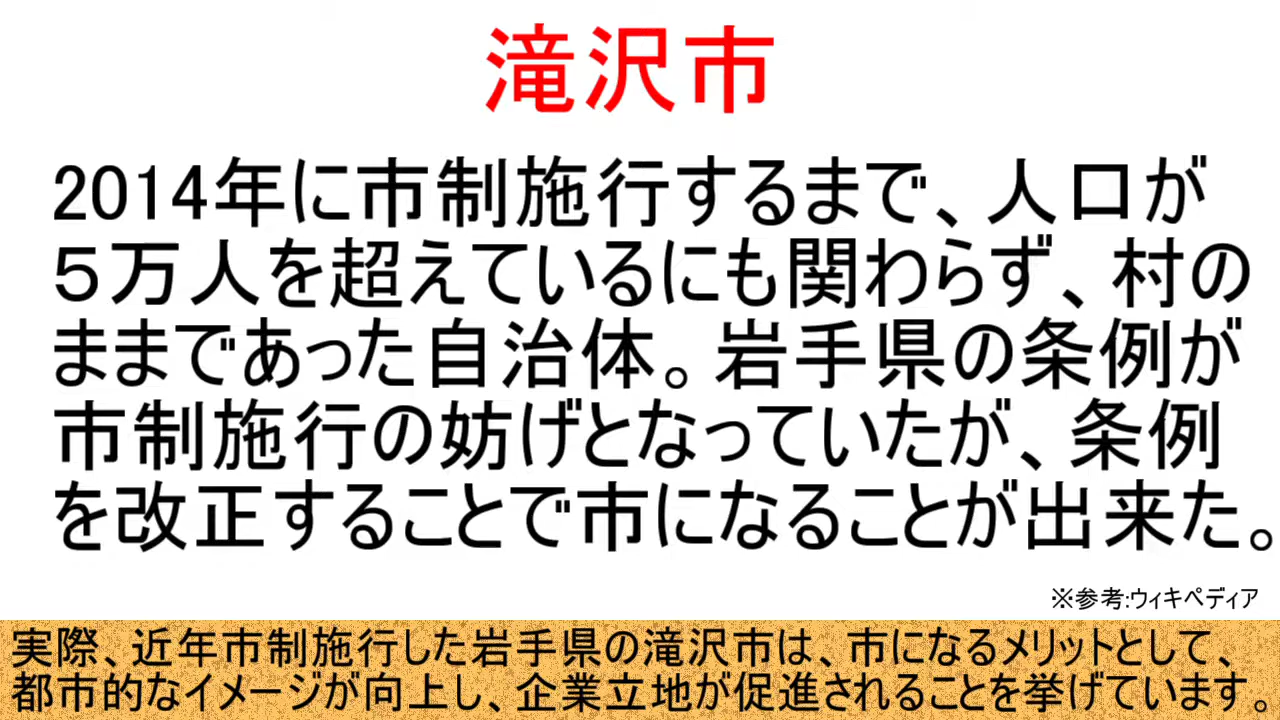 滝沢市
2014年に市制施行するまで、人口が
５万人を超えているにも関わらず、村の
ままであった自治体。岩手県の条例が
市制施行の妨げとなっていたが、条例
を改正することで市になることが出来た。
※参考:ウィキペディア
実際、近年市制施行した岩手県の滝沢市は、市になるメリットとして、
都市的なイメージが向上し、企業立地が促進されることを挙げています。